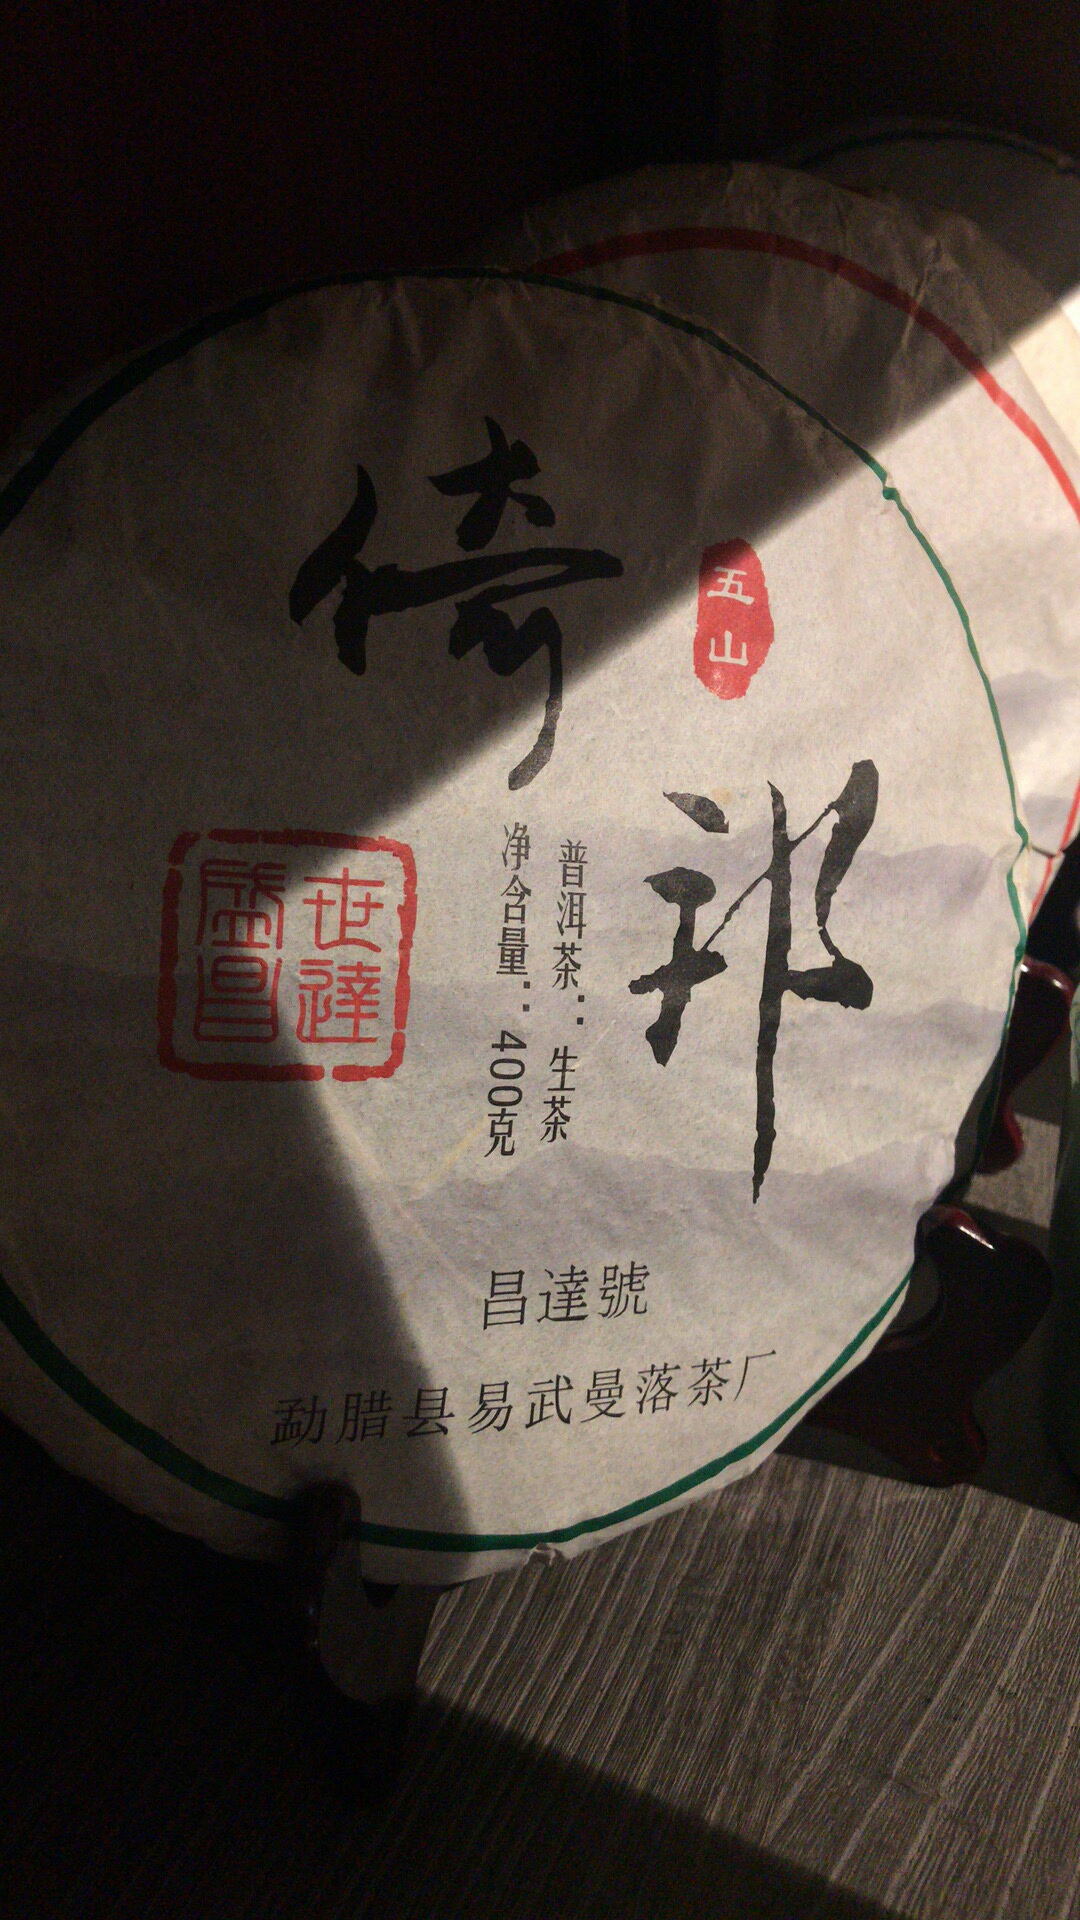 倚邦
五山
普洱茶：生茶
净含量：400克
世達
盛昌
昌達號
勐腊县易武曼落茶厂